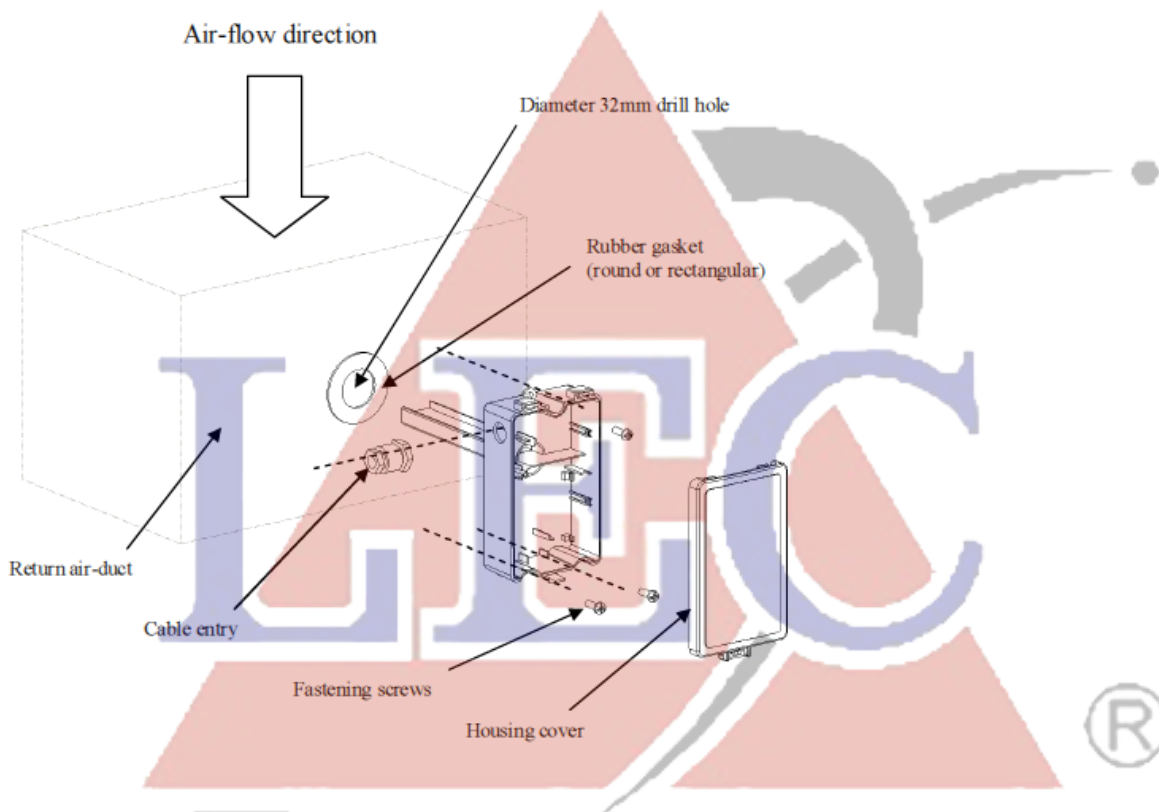 Air-flow direction
Diameter 32mm drill hole
Rubber gasket
(round or rectangular)
LEC
Return air-duct
Cable entry
Fastening screws
Housing cover
®